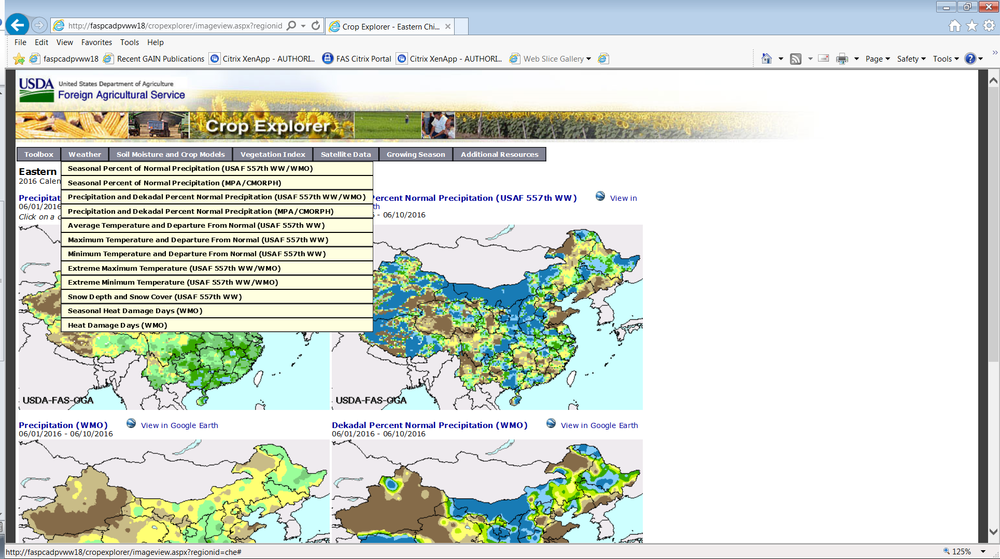 http://faspcadpvww18/cropexplorer/imageview.aspx?regionid
Crop Explorer - Eastern Chi...
File Edit View Favorites Tools Help
faspcadpvww18 Recent GAIN Publications Citrix XenApp - AUTHORI... FAS Citrix Portal Citrix XenApp - AUTHORI... Web Slice Gallery Page Safety Tools
USDA United States Department of Agriculture
Foreign Agricultural Service
Crop Explorer
Toolbox Weather Soil Moisture and Crop Models Vegetation Index Satellite Data Growing Season Additional Resources
Eastern
2016 Calen
Seasonal Percent of Normal Precipitation (USAF 557th WW/WMO)
Seasonal Percent of Normal Precipitation (MPA/CMORPH)
Precipitation and Dekadal Percent Normal Precipitation (USAF 557th WW/WMO)
Precipitation and Dekadal Percent Normal Precipitation (MPA/CMORPH)
Average Temperature and Departure From Normal (USAF 557th WW)
Maximum Temperature and Departure From Normal (USAF 557th WW)
Minimum Temperature and Departure From Normal (USAF 557th WW)
Extreme Maximum Temperature (USAF 557th WW/WMO)
Extreme Minimum Temperature (USAF 557th WW/WMO)
Snow Depth and Snow Cover (USAF 557th WW)
Seasonal Heat Damage Days (WMO)
Heat Damage Days (WMO)
Precipitat
06/01/2016
Click on a
Percent Normal Precipitation (USAF 557th WW) View in
th
- 06/10/2016
USDA-FAS-OGA
USDA-FAS-OGA
Precipitation (WMO) View in Google Earth
06/01/2016 - 06/10/2016
Dekadal Percent Normal Precipitation (WMO) View in Google Earth
06/01/2016 - 06/10/2016
http://faspcadpvww18/cropexplorer/imageview.aspx?regionid=che#
125%